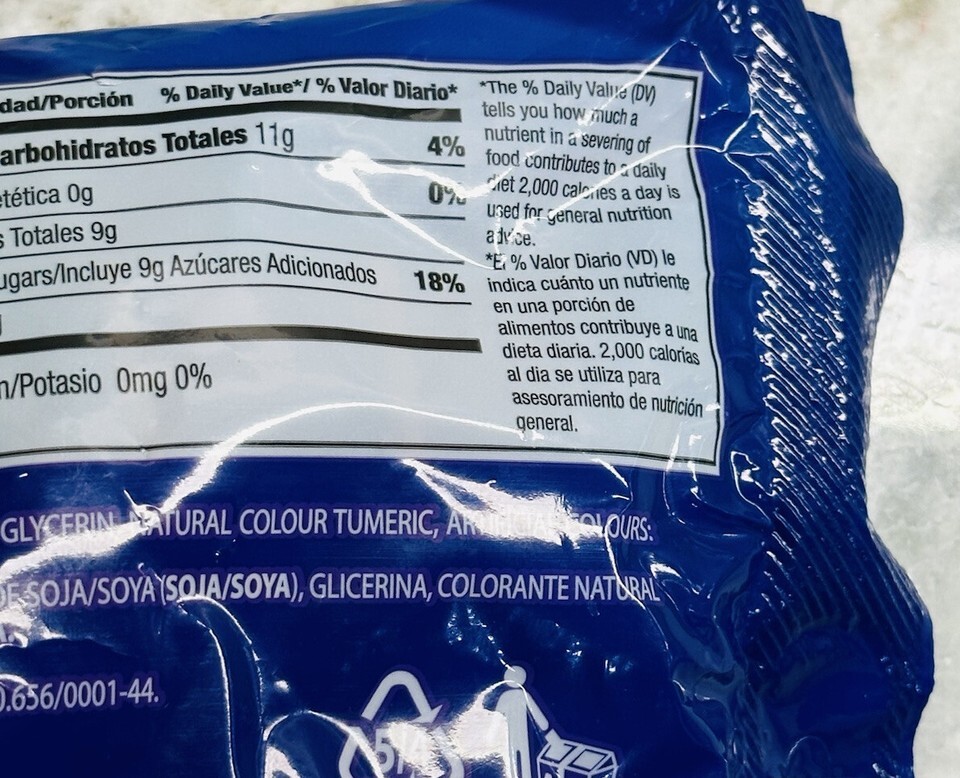 dad/Porción % Daily Value*/ % Valor Diario*
arbohidratos Totales 11g 4%
tética 0g 0%
s Totales 9g
ugars/Incluye 9g Azúcares Adicionados 18%
n/Potasio 0mg 0%
*The % Daily Value (DV)
tells you how much a
nutrient in a severing of
food contributes to a daily
diet 2,000 calories a day is
used for general nutrition
advice.
*El % Valor Diario (VD) le
indica cuánto un nutriente
en una porción de
alimentos contribuye a una
dieta diaria. 2,000 calorías
al dia se utiliza para
asesoramiento de nutrición
general.
GLYCERIN, NATURAL COLOUR TUMERIC, ARTIFICIAL COLOURS:
DE SOJA/SOYA (SOJA/SOYA), GLICERINA, COLORANTE NATURAL
0.656/0001-44.